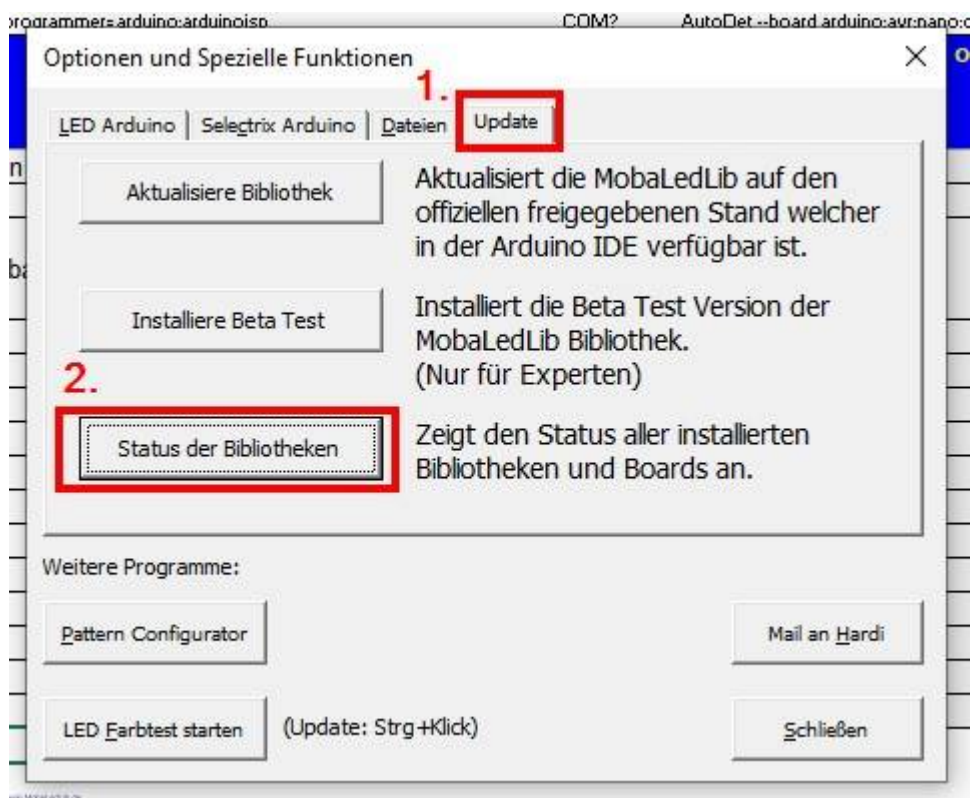 programmer=arduino:arduinoisp COM? AutoDet --board arduino:avr:nano:c
Optionen und Spezielle Funktionen
1.
LED Arduino Selectrix Arduino Dateien Update
Aktualisiere Bibliothek
Aktualisiert die MobaLedLib auf den
offiziellen freigegebenen Stand welcher
in der Arduino IDE verfügbar ist.
Installiere Beta Test
Installiert die Beta Test Version der
MobaLedLib Bibliothek.
(Nur für Experten)
2.
Status der Bibliotheken
Zeigt den Status aller installierten
Bibliotheken und Boards an.
Weitere Programme:
Pattern Configurator
Mail an Hardi
LED Farbtest starten
(Update: Strg+Klick)
Schließen